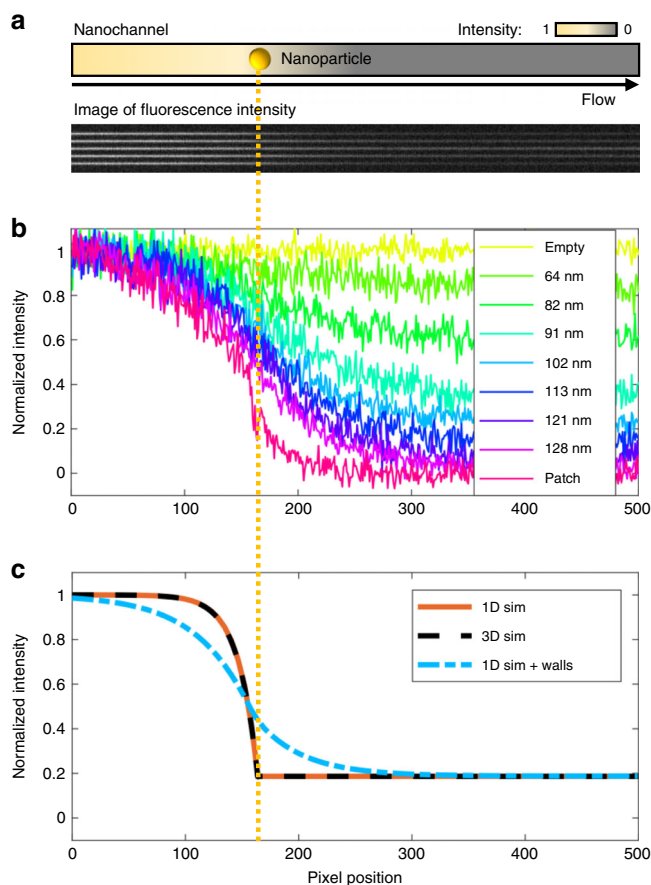 a
Nanochannel
Intensity: 1 0
Nanoparticle
Flow
Image of fluorescence intensity
b
Normalized intensity
1
0.8
0.6
0.4
0.2
0
0 100 200 300 400 500
Empty
64 nm
82 nm
91 nm
102 nm
113 nm
121 nm
128 nm
Patch
c
Normalized intensity
1
0.8
0.6
0.4
0.2
0
1D sim
3D sim
1D sim + walls
0 100 200 300 400 500
Pixel position